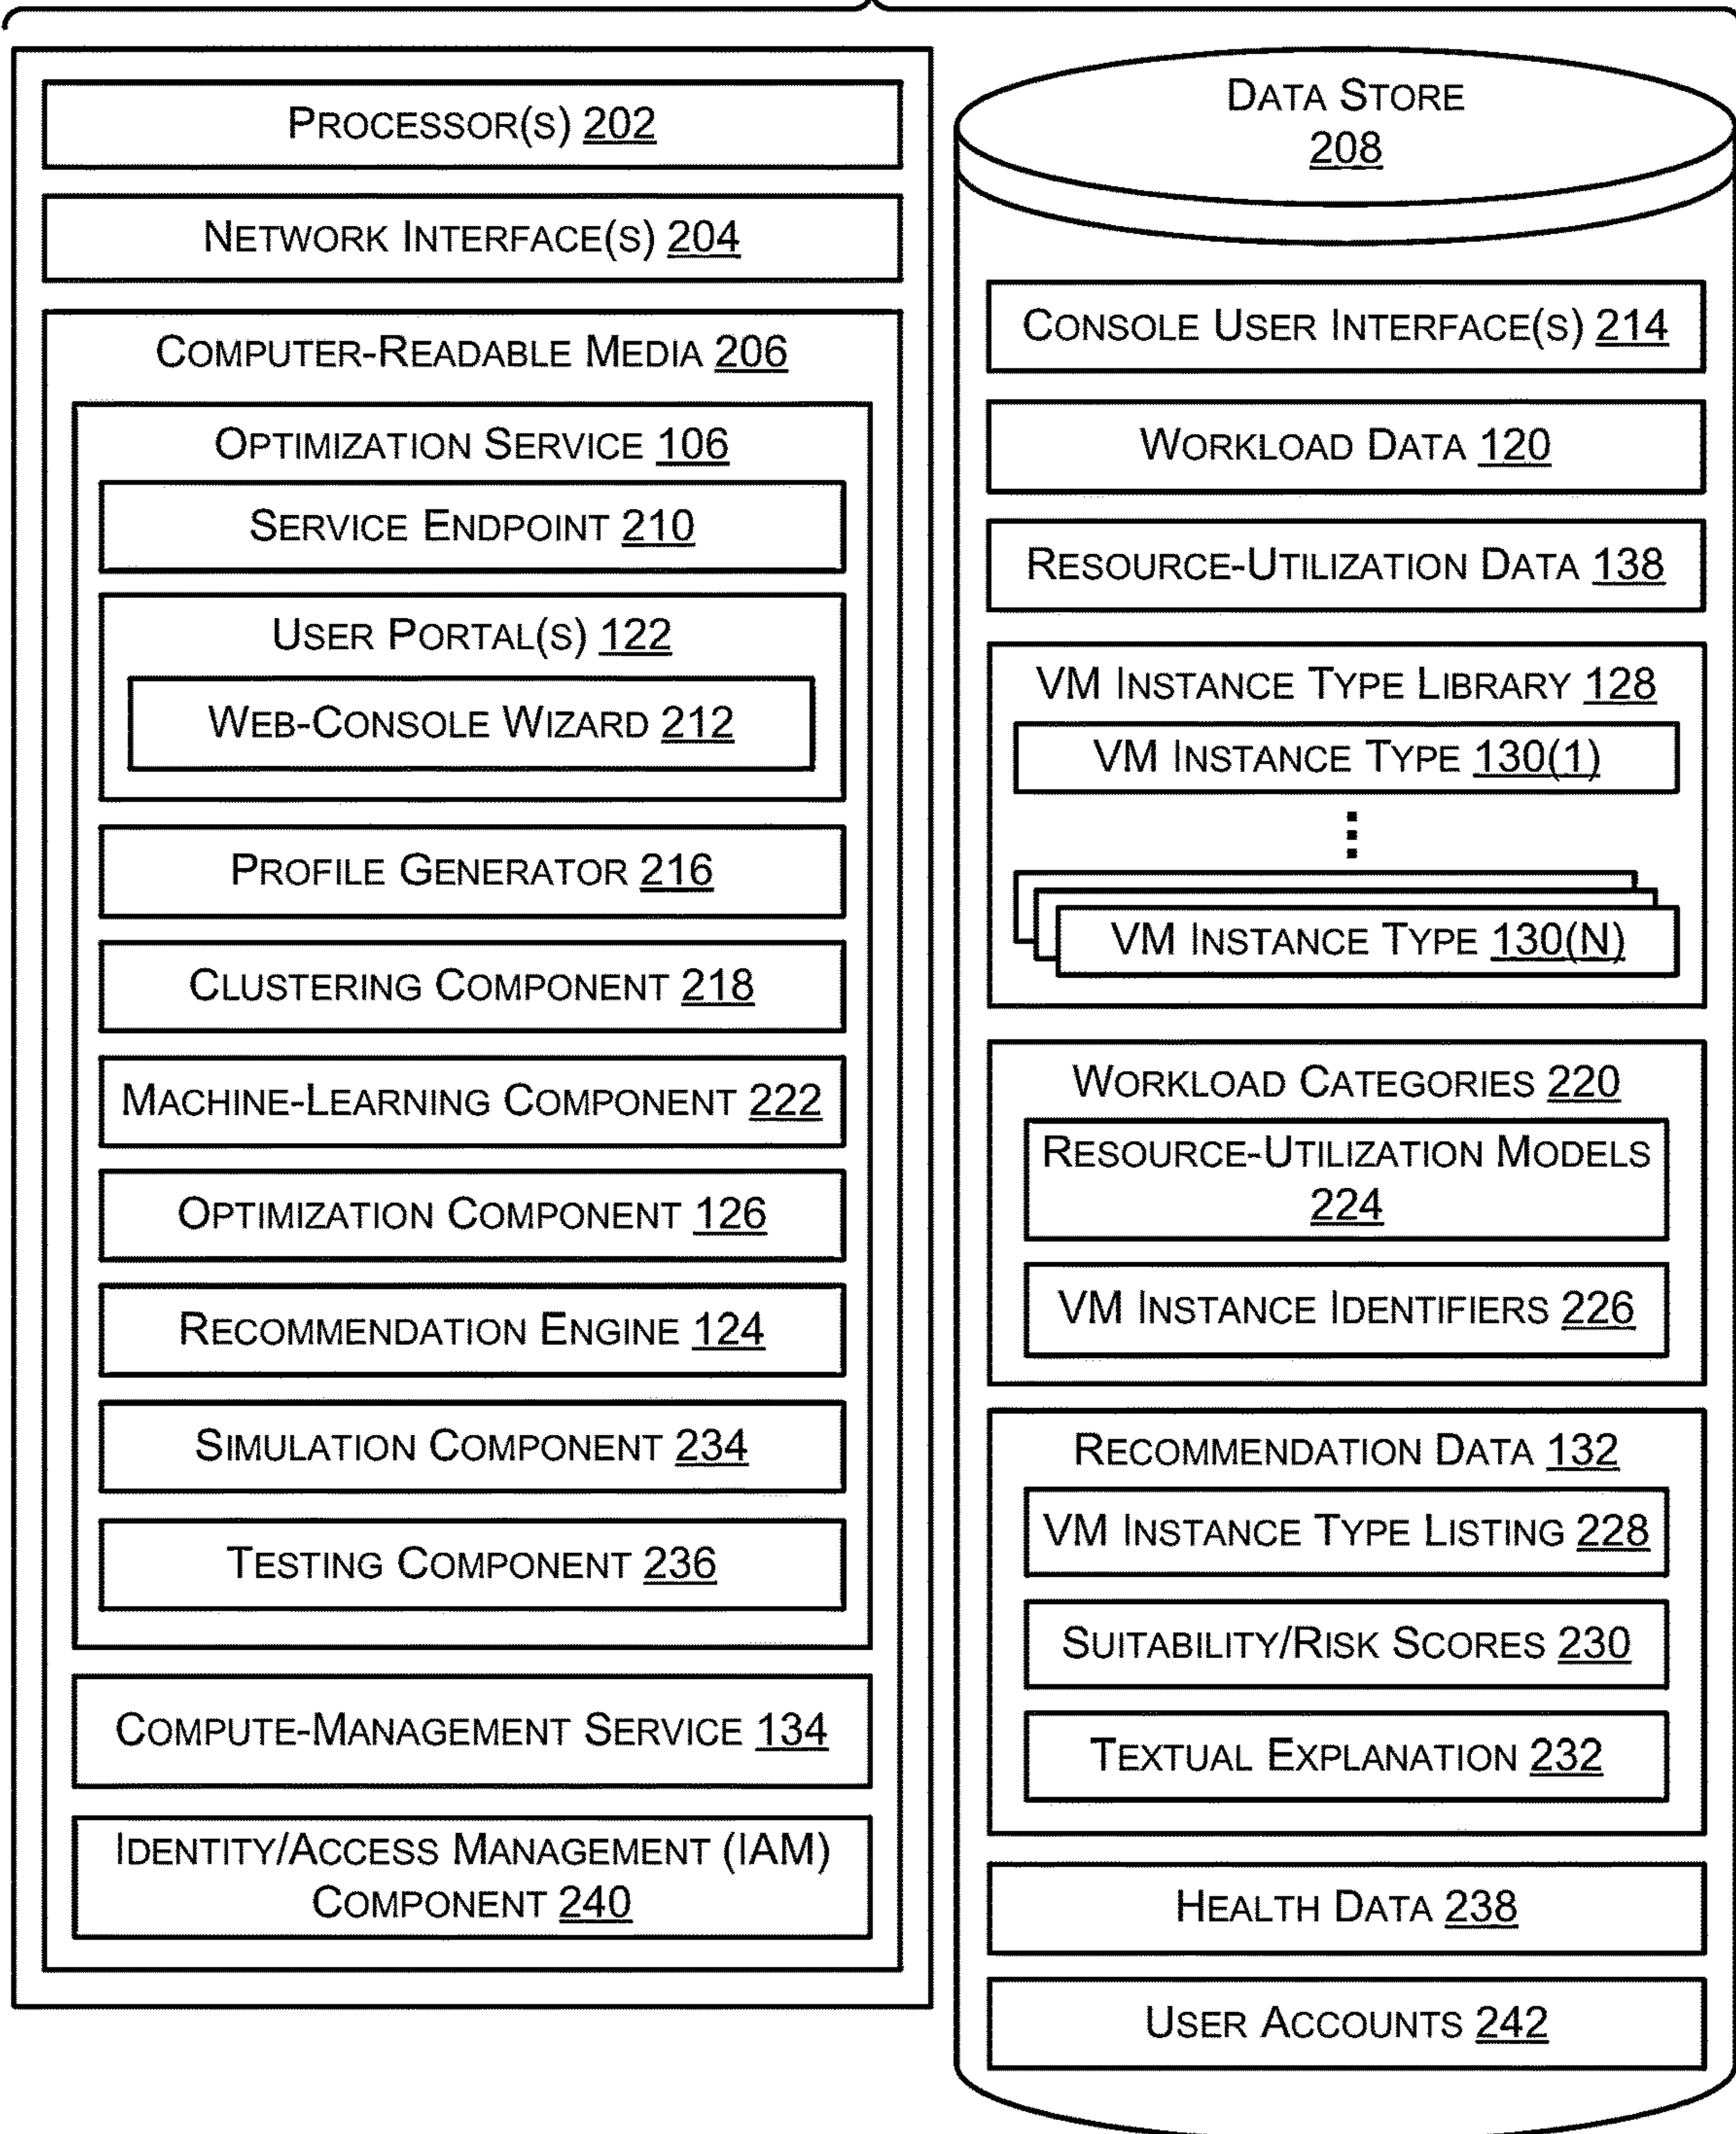 PROCESSOR(S) 202
NETWORK INTERFACE(S) 204
COMPUTER-READABLE MEDIA 206
OPTIMIZATION SERVICE 106
SERVICE ENDPOINT 210
USER PORTAL(S) 122
WEB-CONSOLE WIZARD 212
PROFILE GENERATOR 216
CLUSTERING COMPONENT 218
MACHINE-LEARNING COMPONENT 222
OPTIMIZATION COMPONENT 126
RECOMMENDATION ENGINE 124
SIMULATION COMPONENT 234
TESTING COMPONENT 236
COMPUTE-MANAGEMENT SERVICE 134
IDENTITY/ACCESS MANAGEMENT (IAM)
COMPONENT 240
DATA STORE
208
CONSOLE USER INTERFACE(S) 214
WORKLOAD DATA 120
RESOURCE-UTILIZATION DATA 138
VM INSTANCE TYPE LIBRARY 128
VM INSTANCE TYPE 130(1)
VM INSTANCE TYPE 130(N)
WORKLOAD CATEGORIES 220
RESOURCE-UTILIZATION MODELS
224
VM INSTANCE IDENTIFIERS 226
RECOMMENDATION DATA 132
VM INSTANCE TYPE LISTING 228
SUITABILITY/RISK SCORES 230
TEXTUAL EXPLANATION 232
HEALTH DATA 238
USER ACCOUNTS 242